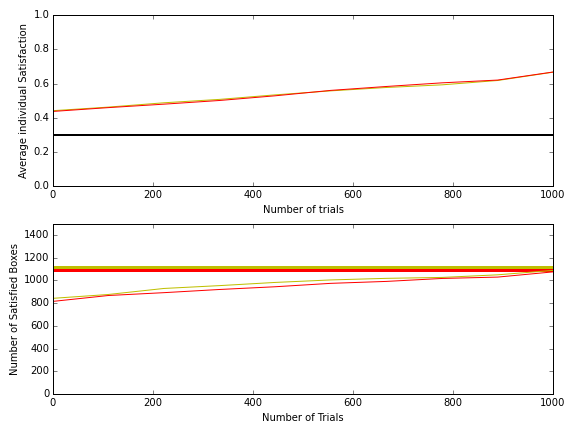 1.0
0.8
0.6
0.4
0.2
0.0
Average individual Satisfaction
0 200 400 600 800 1000
Number of trials
1400
1200
1000
800
600
400
200
0
Number of Satisfied Boxes
0 200 400 600 800 1000
Number of Trials